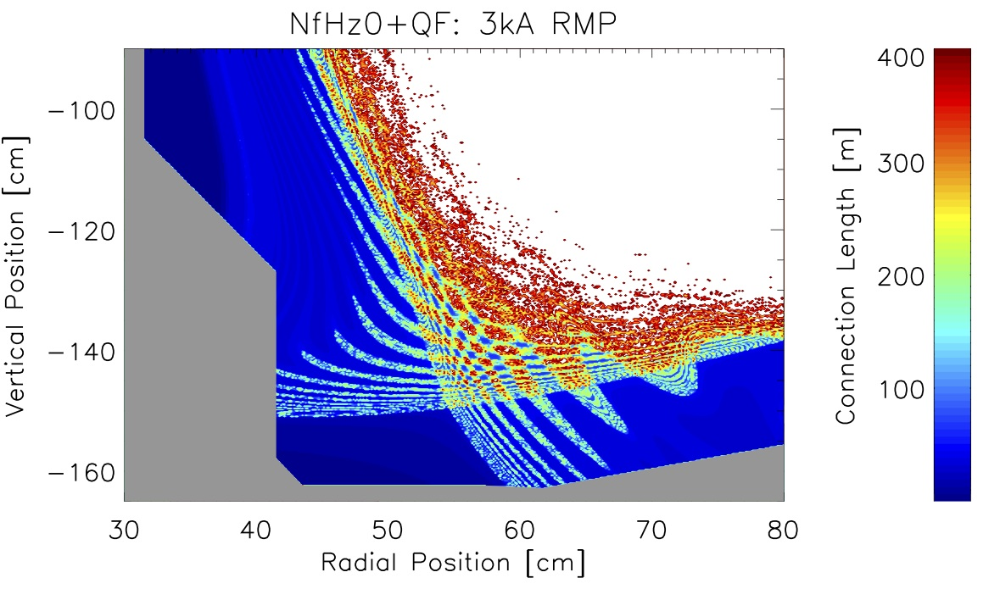 NfHz0+QF: 3kA RMP
Vertical Position [cm]
-100
-120
-140
-160
30 40 50 60 70 80
Radial Position [cm]
Connection Length [m]
400
300
200
100